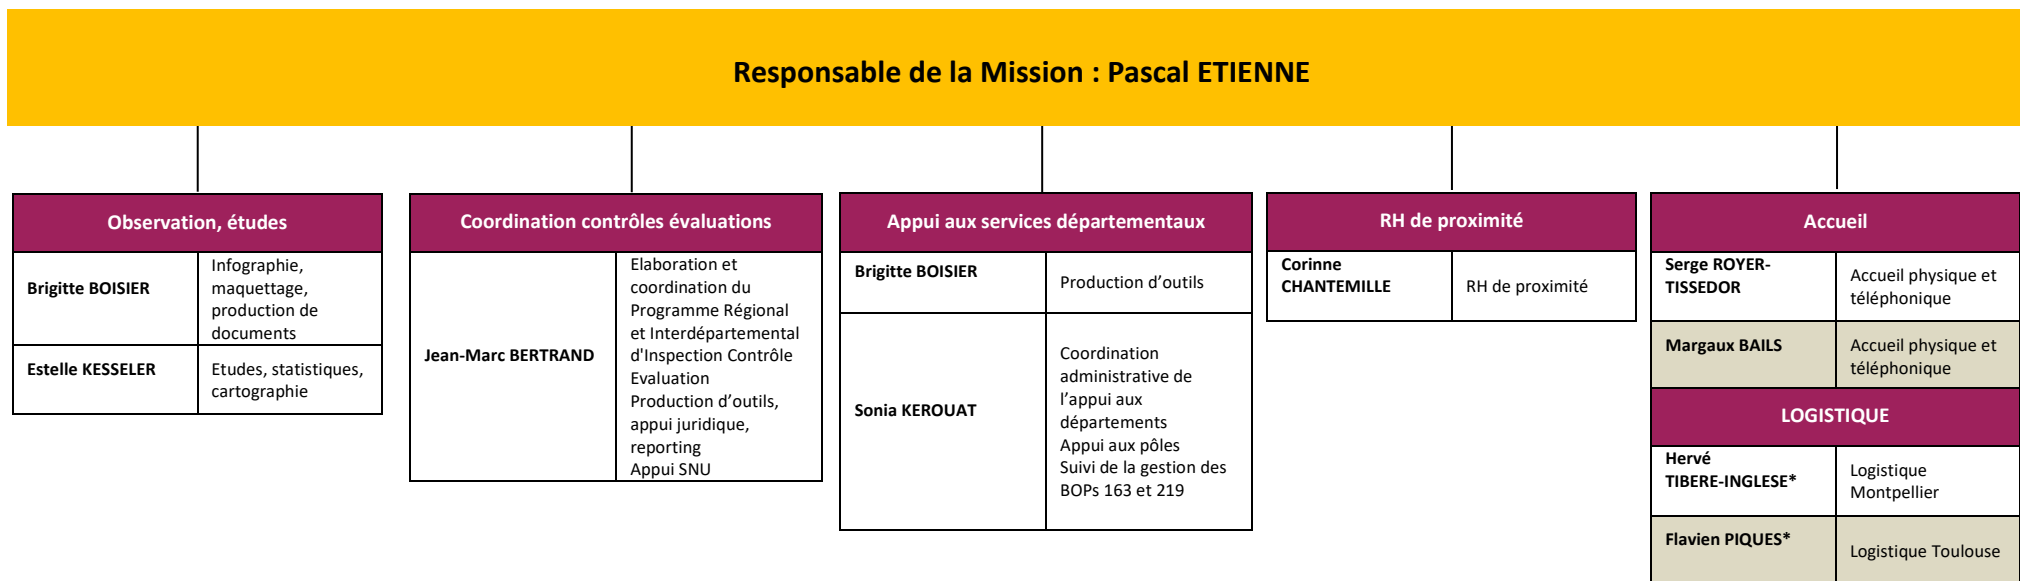 Responsable de la Mission : Pascal ETIENNE
Observation, études
Brigitte BOISIER
Infographie,
maquettage,
production de
documents
Estelle KESSELER
Etudes, statistiques,
cartographie
Coordination contrôles évaluations
Jean-Marc BERTRAND
Elaboration et
coordination du
Programme Régional
et Interdépartemental
d'Inspection Contrôle
Evaluation
Production d’outils,
appui juridique,
reporting
Appui SNU
Appui aux services départementaux
Brigitte BOISIER
Production d’outils
Sonia KEROUAT
Coordination
administrative de
l’appui aux
départements
Appui aux pôles
Suivi de la gestion des
BOPs 163 et 219
RH de proximité
Corinne
CHANTEMILLE
RH de proximité
Accueil
Serge ROYER-
TISSEDOR
Accueil physique et
téléphonique
Margaux BAILS
Accueil physique et
téléphonique
LOGISTIQUE
Hervé
TIBERE-INGLESE*
Logistique
Montpellier
Flavien PIQUES*
Logistique Toulouse